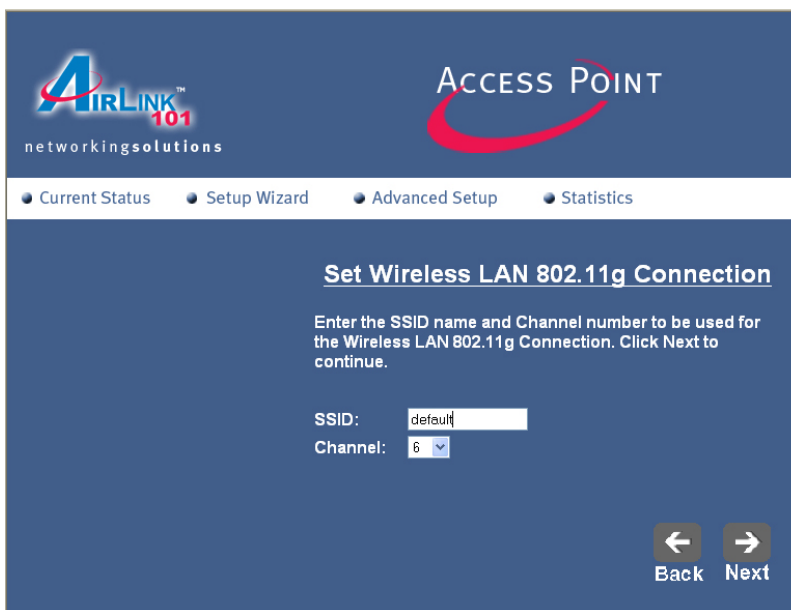 AIRLINK™
101
networkingsolutions
ACCESS POINT
Current Status Setup Wizard Advanced Setup Statistics
Set Wireless LAN 802.11g Connection
Enter the SSID name and Channel number to be used for
the Wireless LAN 802.11g Connection. Click Next to
continue.
SSID: default
Channel: 6
Back Next